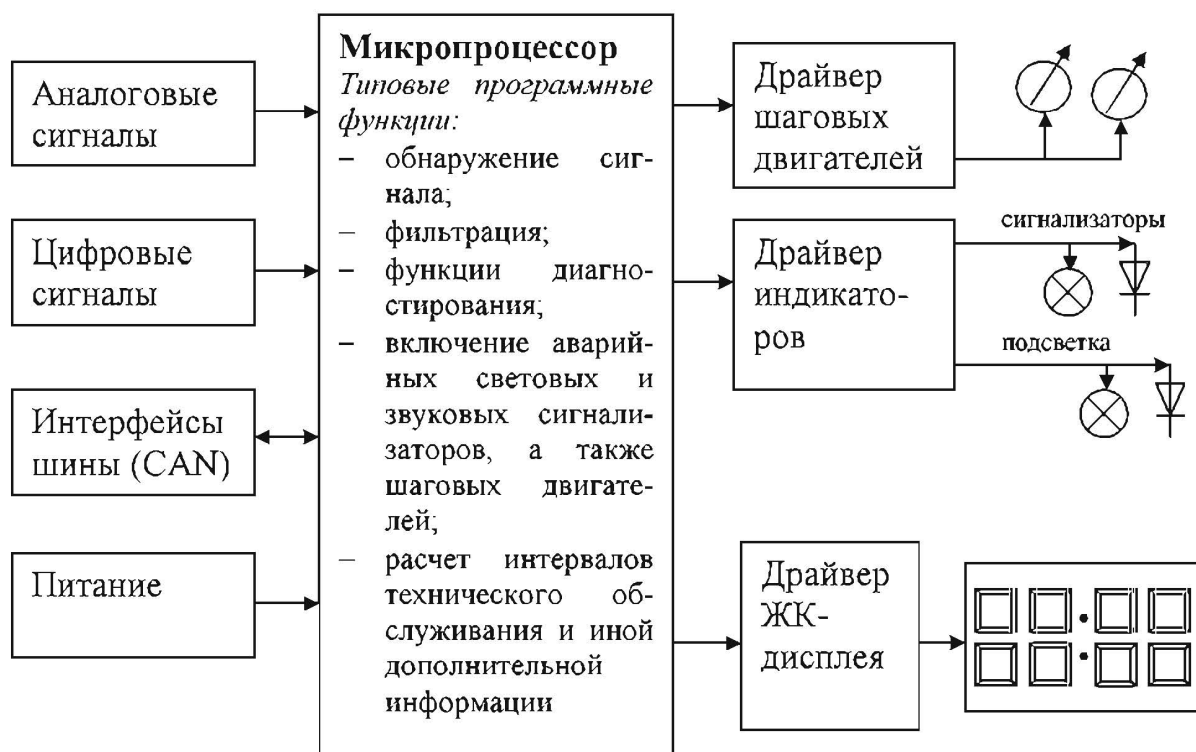 Аналоговые
сигналы
Цифровые
сигналы
Интерфейсы
шины (CAN)
Питание
Микропроцессор
Типовые программные
функции:
– обнаружение сиг-
нала;
– фильтрация;
– функции диагно-
стирования;
– включение аварий-
ных световых и
звуковых сигнали-
заторов, а также
шаговых двигате-
лей;
– расчет интервалов
технического об-
служивания и иной
дополнительной
информации
Драйвер
шаговых
двигателей
Драйвер
индикато-
ров
сигнализаторы
подсветка
Драйвер
ЖК-
дисплея